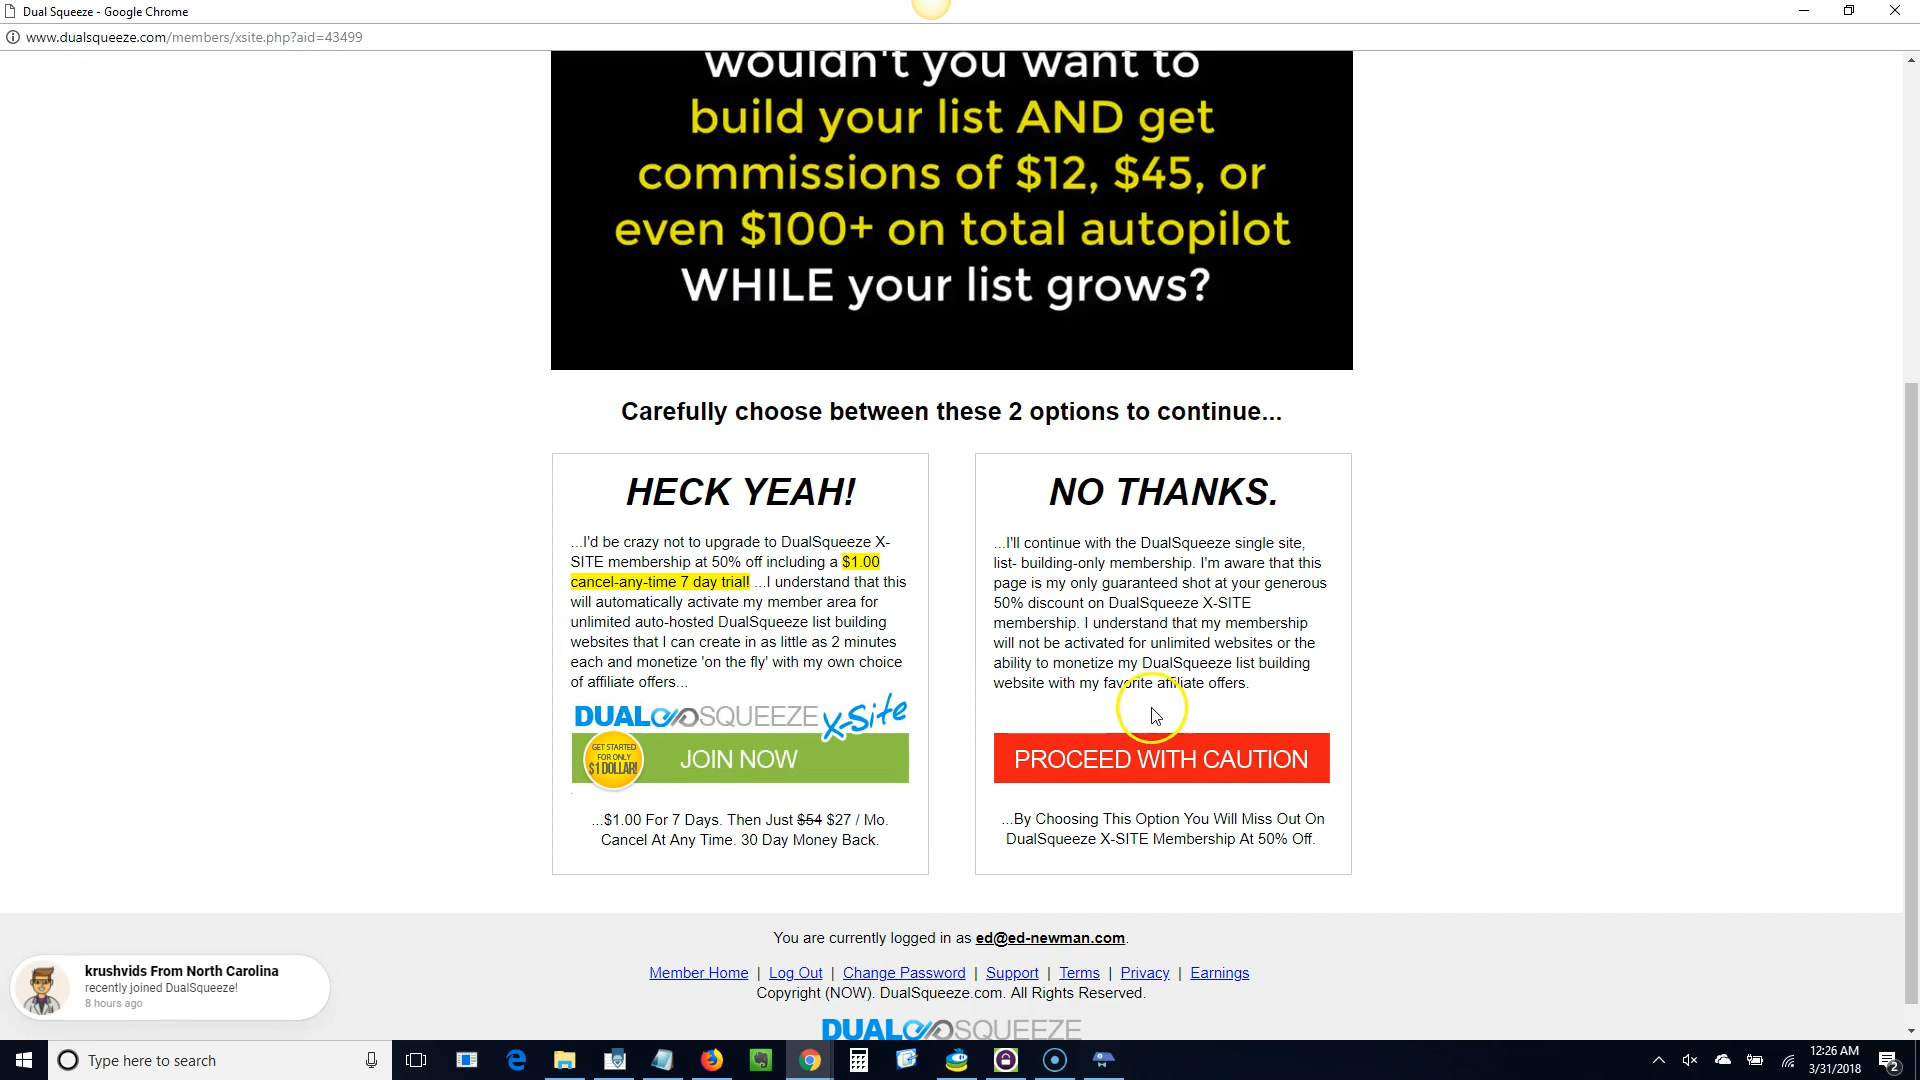 Dual Squeeze - Google Chrome
www.dualsqueeze.com/members/xsite.php?aid=43499
wouldn't you want to
build your list AND get
commissions of $12, $45, or
even $100+ on total autopilot
WHILE your list grows?
Carefully choose between these 2 options to continue...
HECK YEAH!
...I'd be crazy not to upgrade to DualSqueeze X-
SITE membership at 50% off including a $1.00
cancel-any-time 7 day trial! ...I understand that this
will automatically activate my member area for
unlimited auto-hosted DualSqueeze list building
websites that I can create in as little as 2 minutes
each and monetize 'on the fly' with my own choice
of affiliate offers...
DUAL SQUEEZE X-Site
GET STARTED
FOR ONLY
$1 DOLLAR!
JOIN NOW
...$1.00 For 7 Days. Then Just $54 $27 / Mo.
Cancel At Any Time. 30 Day Money Back.
NO THANKS.
...I'll continue with the DualSqueeze single site,
list- building-only membership. I'm aware that this
page is my only guaranteed shot at your generous
50% discount on DualSqueeze X-SITE
membership. I understand that my membership
will not be activated for unlimited websites or the
ability to monetize my DualSqueeze list building
website with my favorite affiliate offers.
PROCEED WITH CAUTION
...By Choosing This Option You Will Miss Out On
DualSqueeze X-SITE Membership At 50% Off.
You are currently logged in as ed@ed-newman.com.
Member Home | Log Out | Change Password | Support | Terms | Privacy | Earnings
Copyright (NOW). DualSqueeze.com. All Rights Reserved.
DUAL SQUEEZE
krushvids From North Carolina
recently joined DualSqueeze!
8 hours ago
Type here to search
12:26 AM
3/31/2018
2